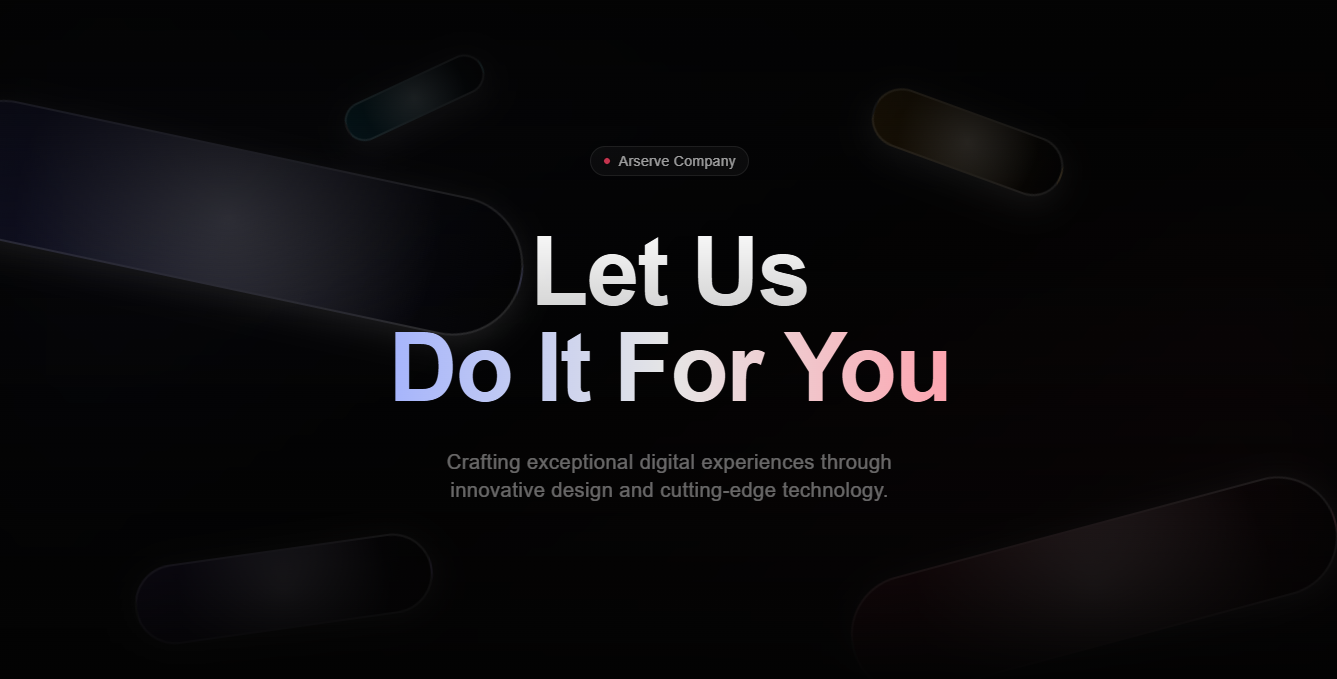 Arserve Company
Let Us
Do It For You
Crafting exceptional digital experiences through
innovative design and cutting-edge technology.